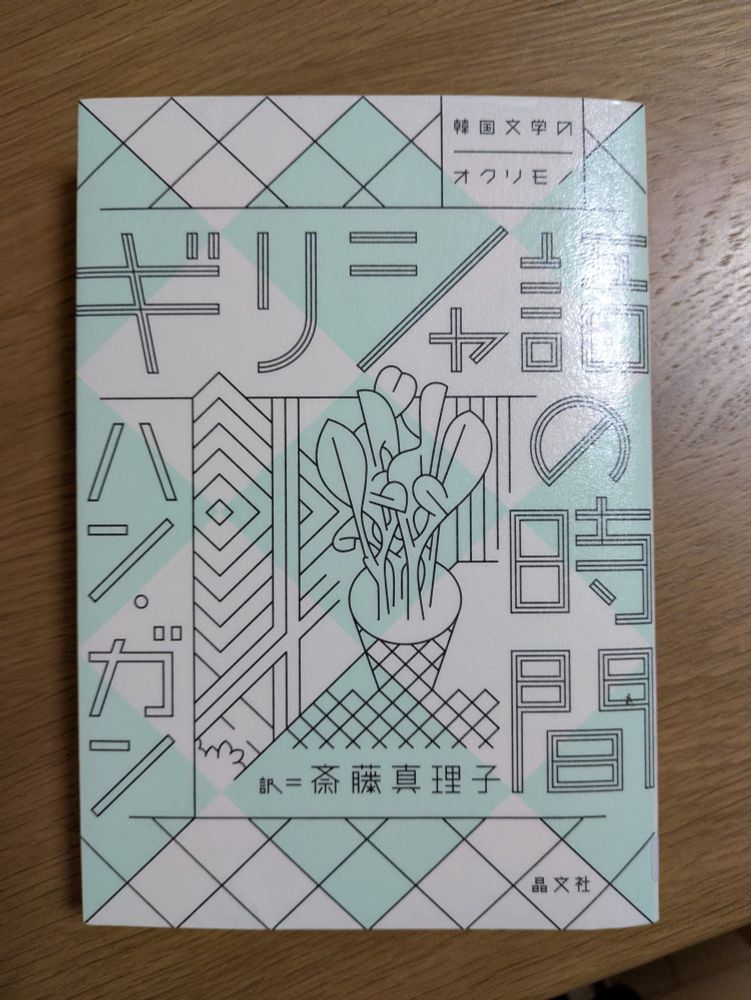 韓国文学の
オクリモノ
ギリシャ語の時間
ハン・ガン
訳＝斎藤真理子
晶文社